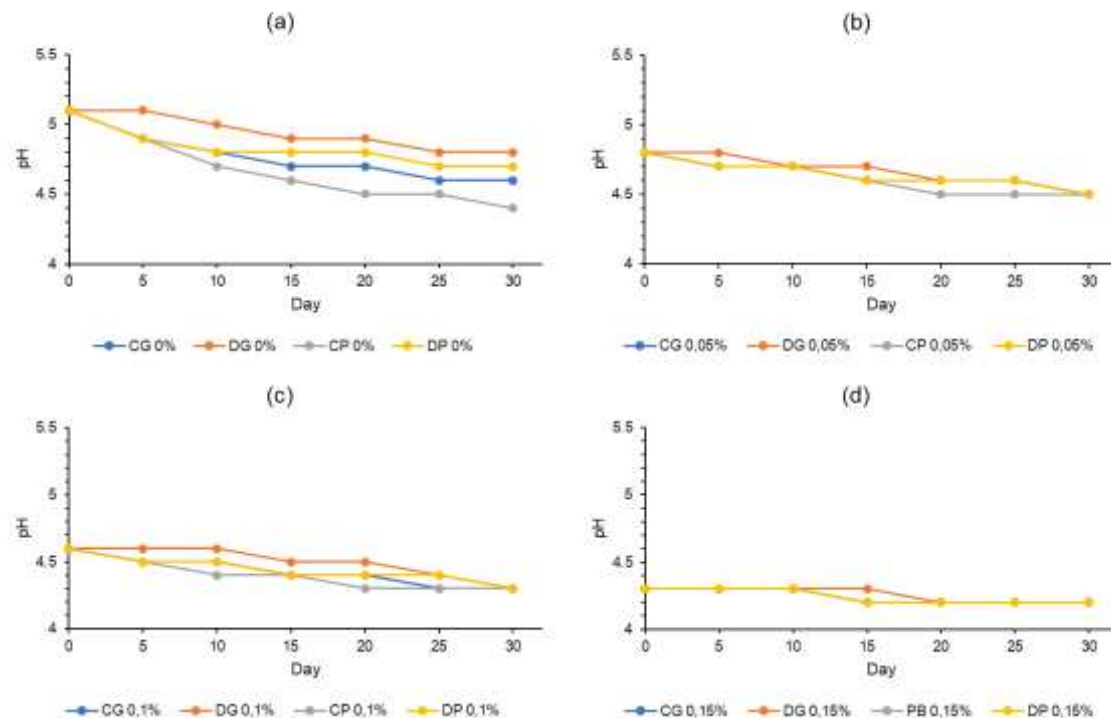 (a)
5.5
5
4.5
4
pH
0 5 10 15 20 25 30
Day
CG 0% DG 0% CP 0% DP 0%
(b)
5.5
5
4.5
4
pH
0 5 10 15 20 25 30
Day
CG 0,05% DG 0,05% CP 0,05% DP 0,05%
(c)
5.5
5
4.5
4
pH
0 5 10 15 20 25 30
Day
CG 0,1% DG 0,1% CP 0,1% DP 0,1%
(d)
5.5
5
4.5
4
pH
0 5 10 15 20 25 30
Day
CG 0,15% DG 0,15% PB 0,15% DP 0,15%